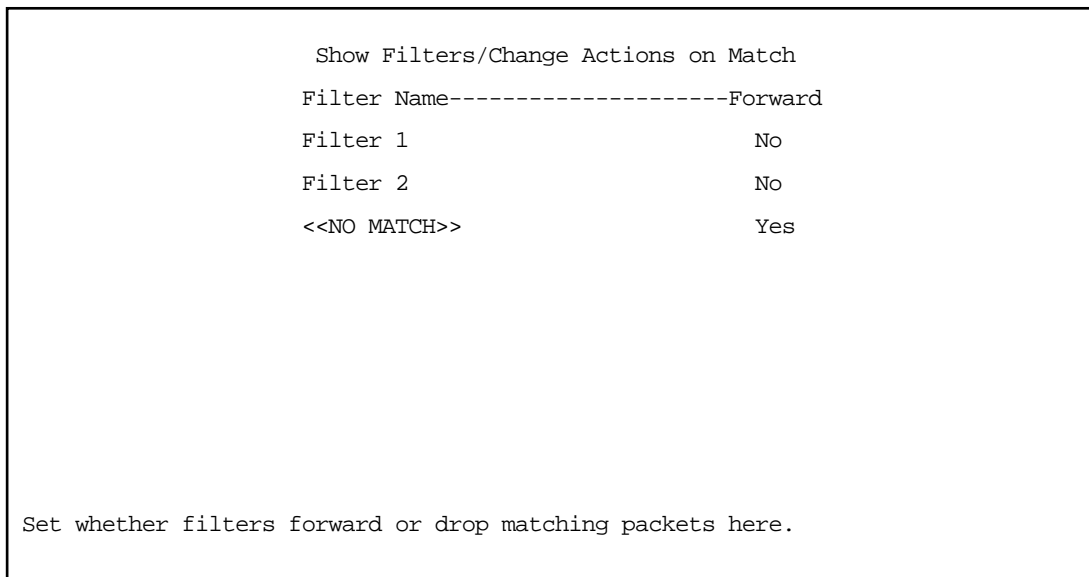 Show Filters/Change Actions on Match
Filter Name---------------------Forward
Filter 1 No
Filter 2 No
<<NO MATCH>> Yes
Set whether filters forward or drop matching packets here.